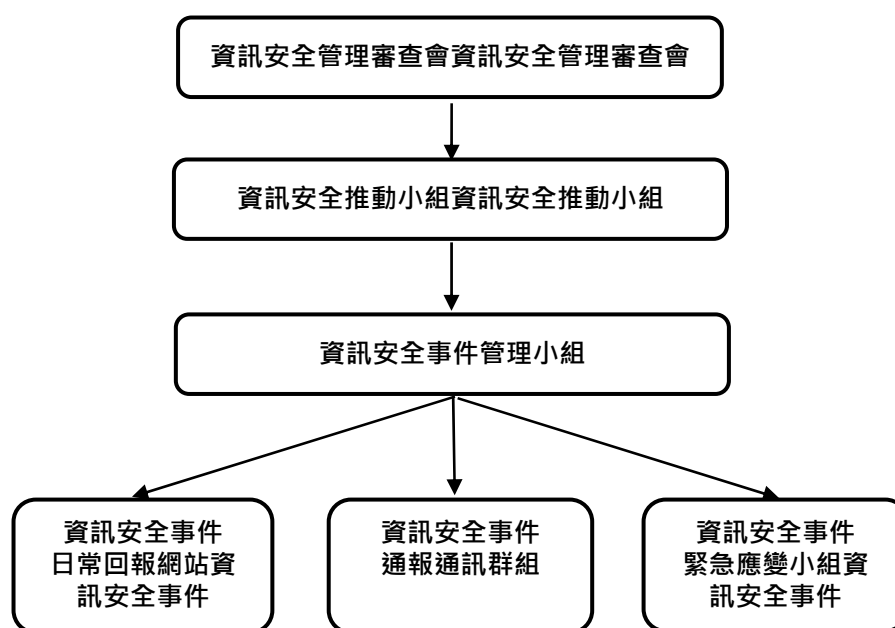 資訊安全管理審查會資訊安全管理審查會
資訊安全推動小組資訊安全推動小組
資訊安全事件管理小組
資訊安全事件
日常回報網站資
訊安全事件
資訊安全事件
通報通訊群組
資訊安全事件
緊急應變小組資
訊安全事件